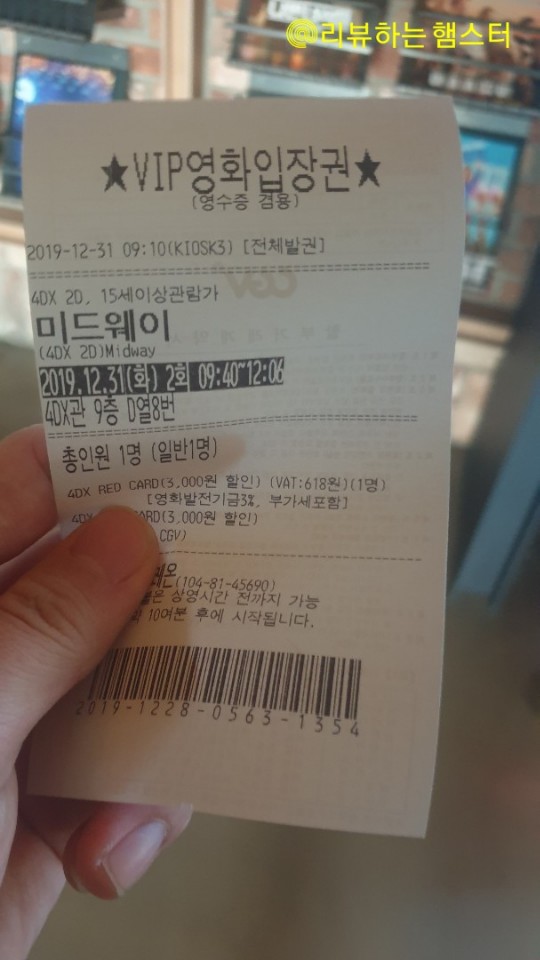 @리뷰하는 햄스터
★VIP영화입장권★
(영수증 겸용)
2019-12-31 09:10(KIOSK3) [전체발권]
4DX 2D, 15세이상관람가
미드웨이
(4DX 2D)Midway
2019.12.31(화) 2회 09:40~12:06
4DX관 9층 D열8번
총인원 1명 (일반1명)
4DX RED CARD(3,000원 할인) (VAT:618원)(1명)
[영화발전기금3%, 부가세포함]
4DX CARD(3,000원 할인)
CGV)
(104-81-45690)
상영시간 전까지 가능
10여분 후에 시작됩니다.
2019-1228-0563-1354